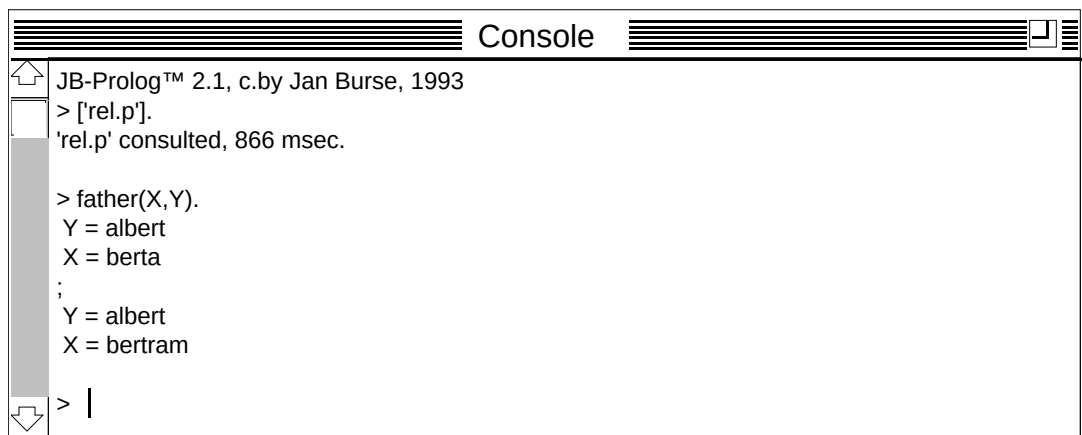 Console
JB-Prolog™ 2.1, c.by Jan Burse, 1993
> ['rel.p'].
'rel.p' consulted, 866 msec.
> father(X,Y).
Y = albert
X = berta
;
Y = albert
X = bertram
>